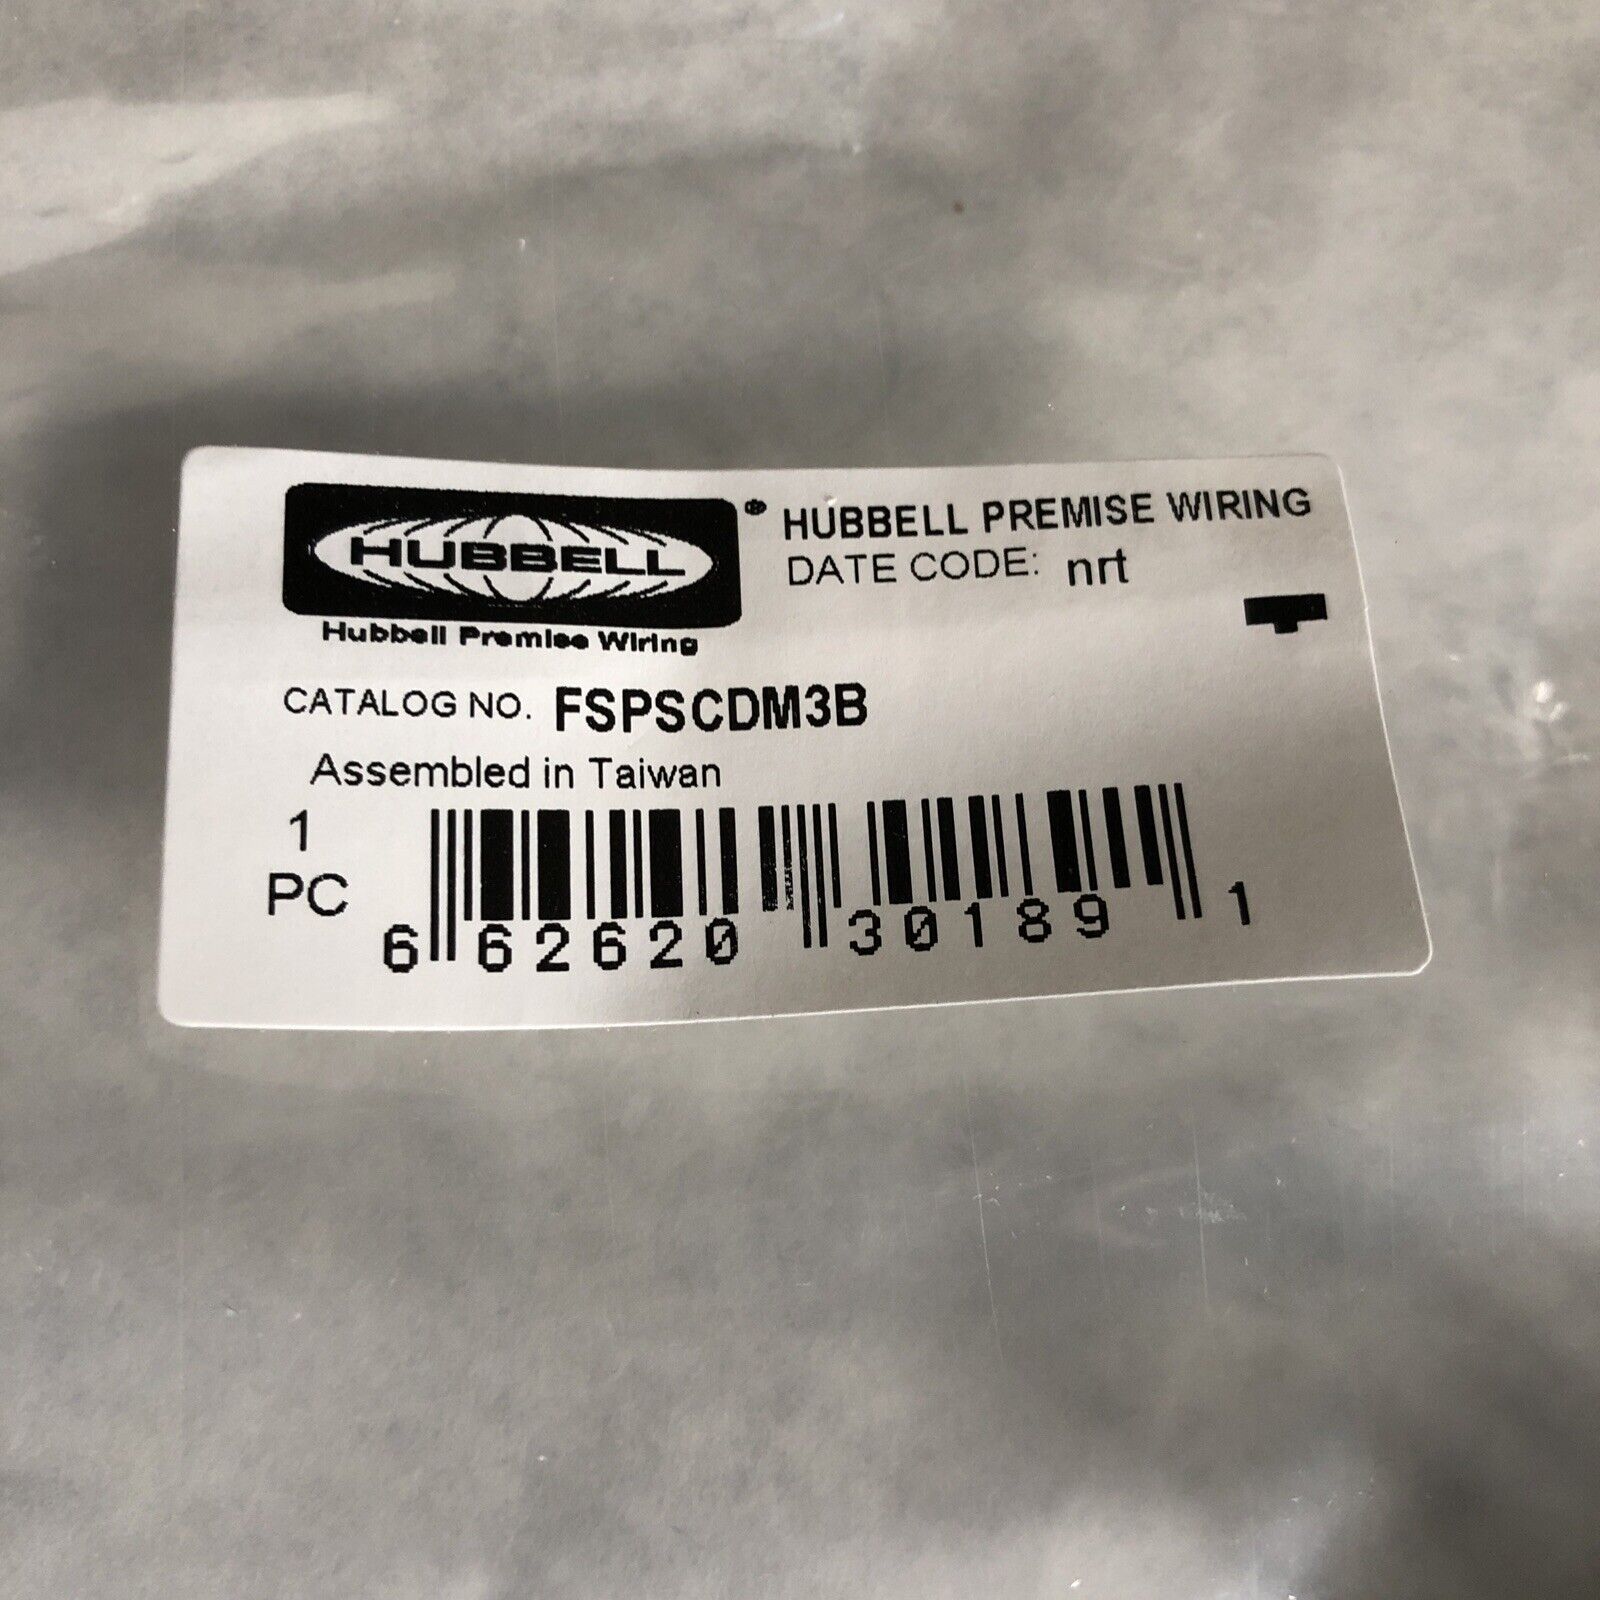 HUBBELL ® HUBBELL PREMISE WIRING
DATE CODE: nrt
Hubbell Premise Wiring
CATALOG NO. FSPSCDM3B
Assembled in Taiwan
1
PC
6 62620 30189 1